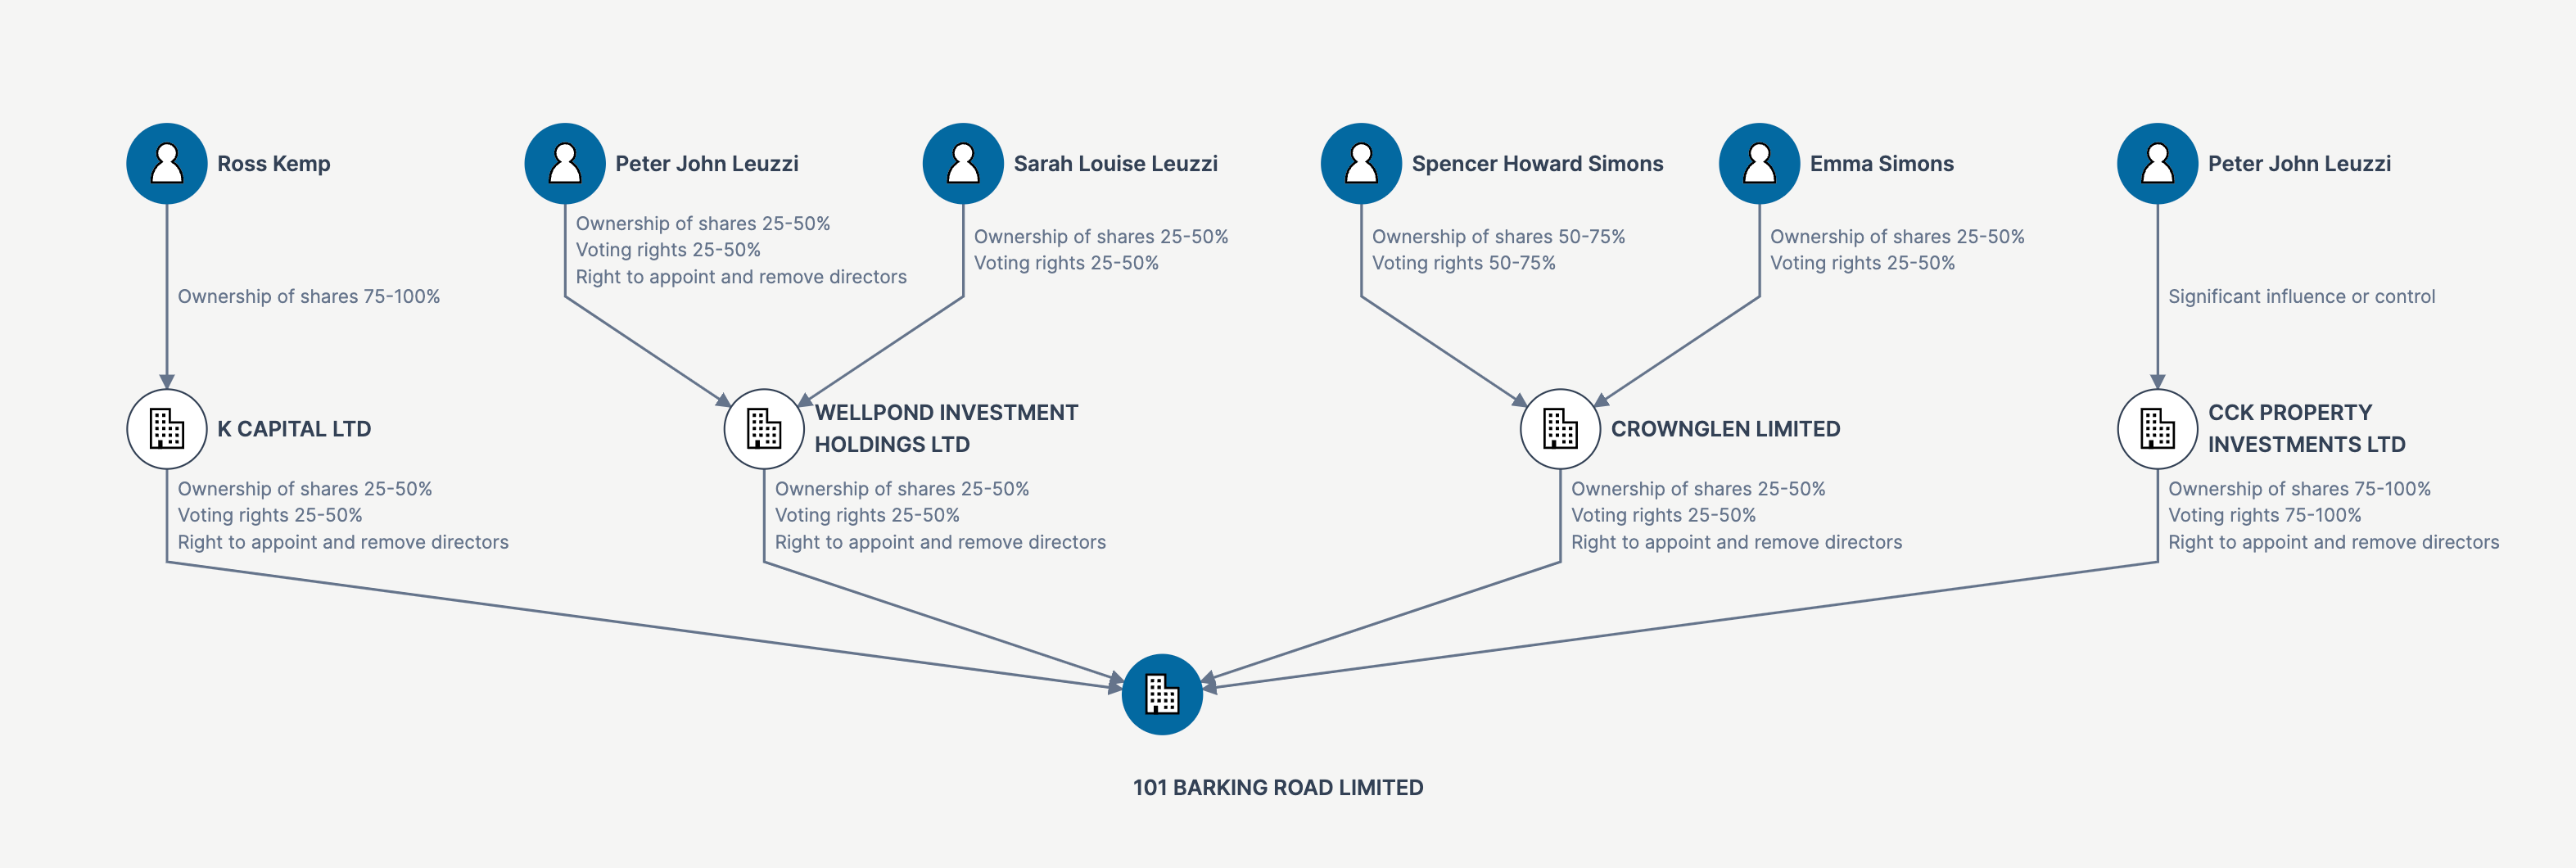 Ross Kemp
Peter John Leuzzi
Sarah Louise Leuzzi
Spencer Howard Simons
Emma Simons
Peter John Leuzzi
Ownership of shares 75-100%
Ownership of shares 25-50%
Voting rights 25-50%
Right to appoint and remove directors
Ownership of shares 25-50%
Voting rights 25-50%
Ownership of shares 50-75%
Voting rights 50-75%
Ownership of shares 25-50%
Voting rights 25-50%
Significant influence or control
K CAPITAL LTD
WELLPOND INVESTMENT
HOLDINGS LTD
CROWNGLEN LIMITED
CCK PROPERTY
INVESTMENTS LTD
Ownership of shares 25-50%
Voting rights 25-50%
Right to appoint and remove directors
Ownership of shares 25-50%
Voting rights 25-50%
Right to appoint and remove directors
Ownership of shares 25-50%
Voting rights 25-50%
Right to appoint and remove directors
Ownership of shares 75-100%
Voting rights 75-100%
Right to appoint and remove directors
101 BARKING ROAD LIMITED